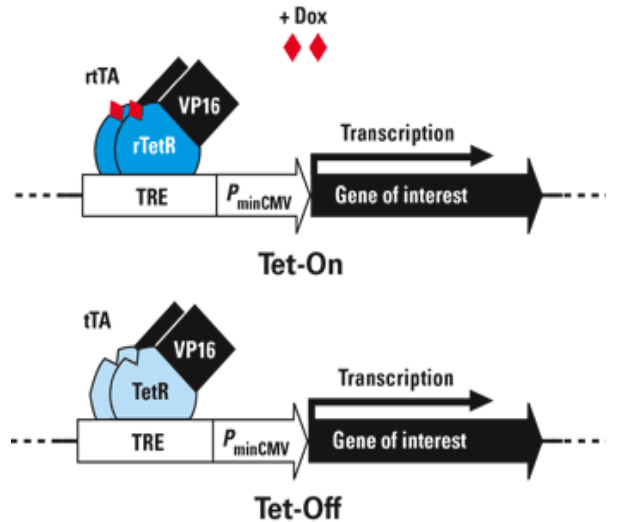 + Dox
rtTA
VP16
rTetR
Transcription
TRE
PminCMV
Gene of interest
Tet-On
tTA
VP16
TetR
Transcription
TRE
PminCMV
Gene of interest
Tet-Off